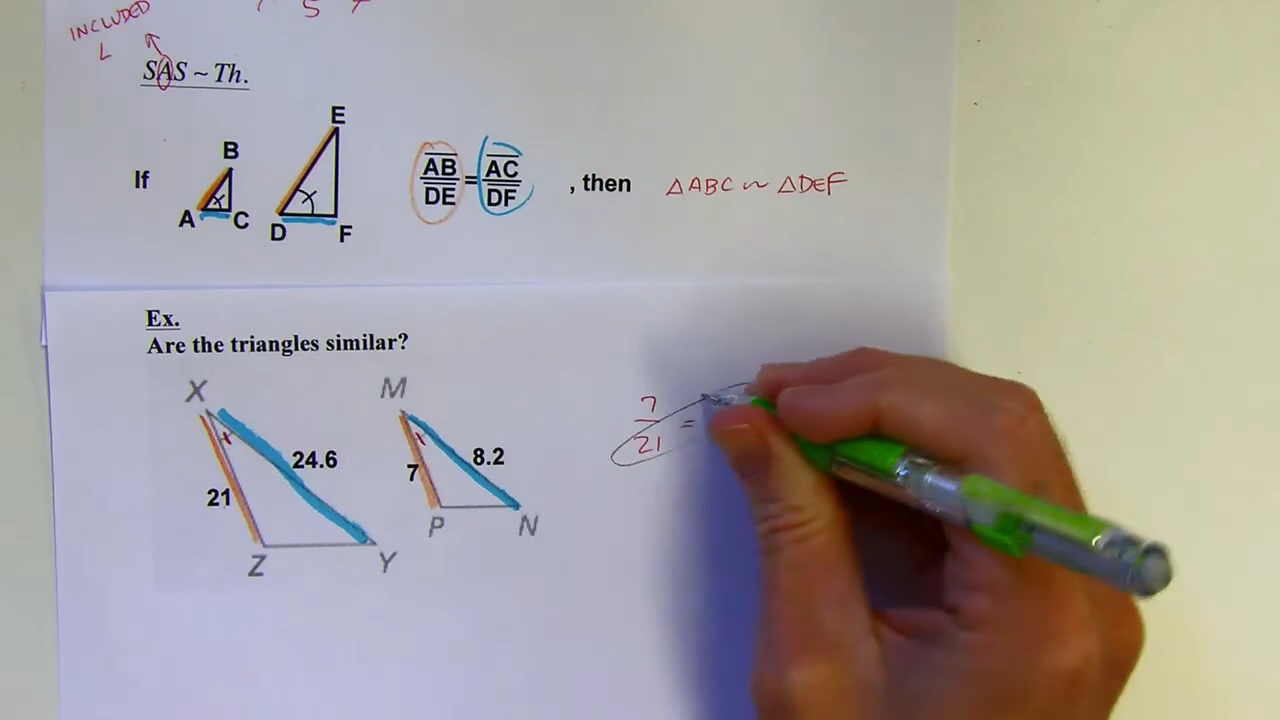 INCLUDED
∠
5
SAS ~ Th.
If
B
A
C
E
D
F
AB/DE = AC/DF
, then
△ABC ~ △DEF
Ex.
Are the triangles similar?
X
21
24.6
Z
Y
M
7
8.2
P
N
7/21 =